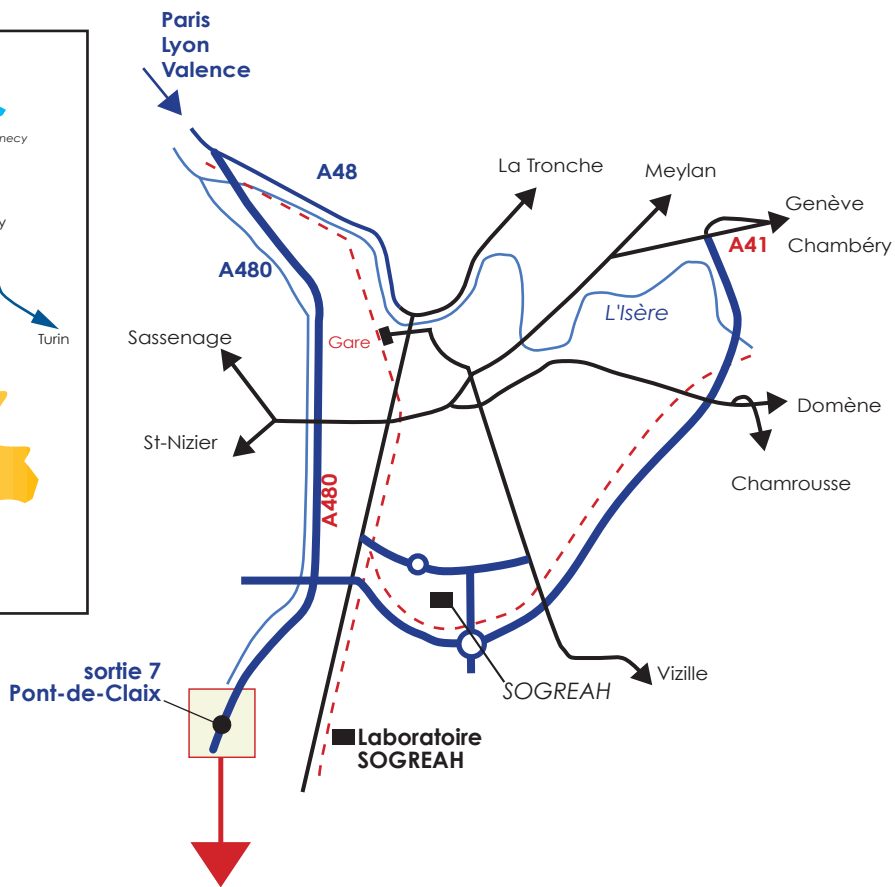 Paris
Lyon
Valence
A48
La Tronche
Meylan
Genève
A41
Chambéry
A480
L'Isère
Turin
Sassenage
Gare
Domène
St-Nizier
Chamrousse
A480
sortie 7
Pont-de-Claix
Vizille
SOGREAH
Laboratoire
SOGREAH